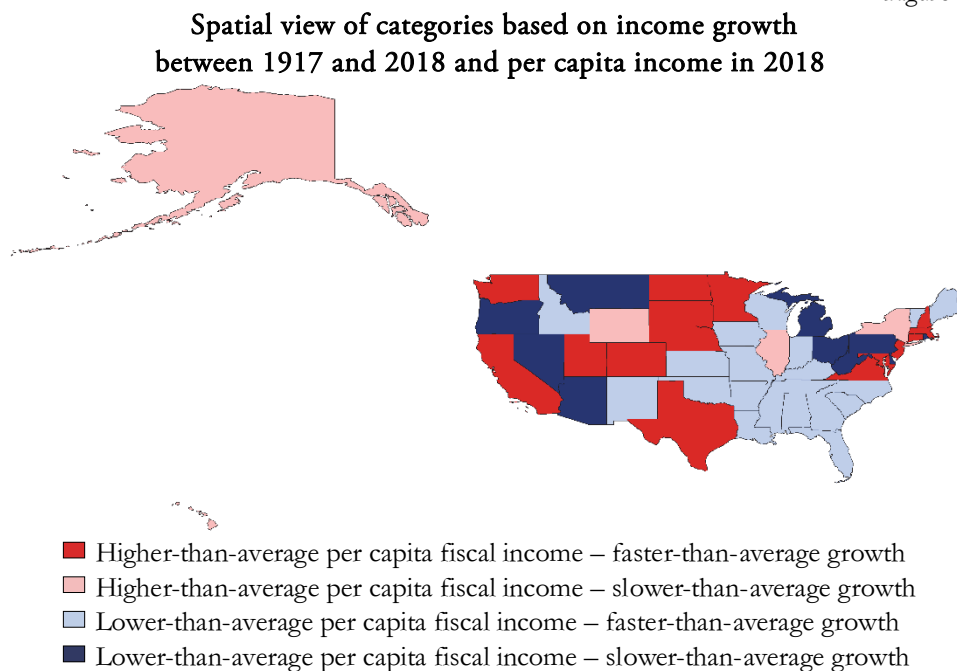 Spatial view of categories based on income growth
between 1917 and 2018 and per capita income in 2018
Higher-than-average per capita fiscal income – faster-than-average growth
Higher-than-average per capita fiscal income – slower-than-average growth
Lower-than-average per capita fiscal income – faster-than-average growth
Lower-than-average per capita fiscal income – slower-than-average growth